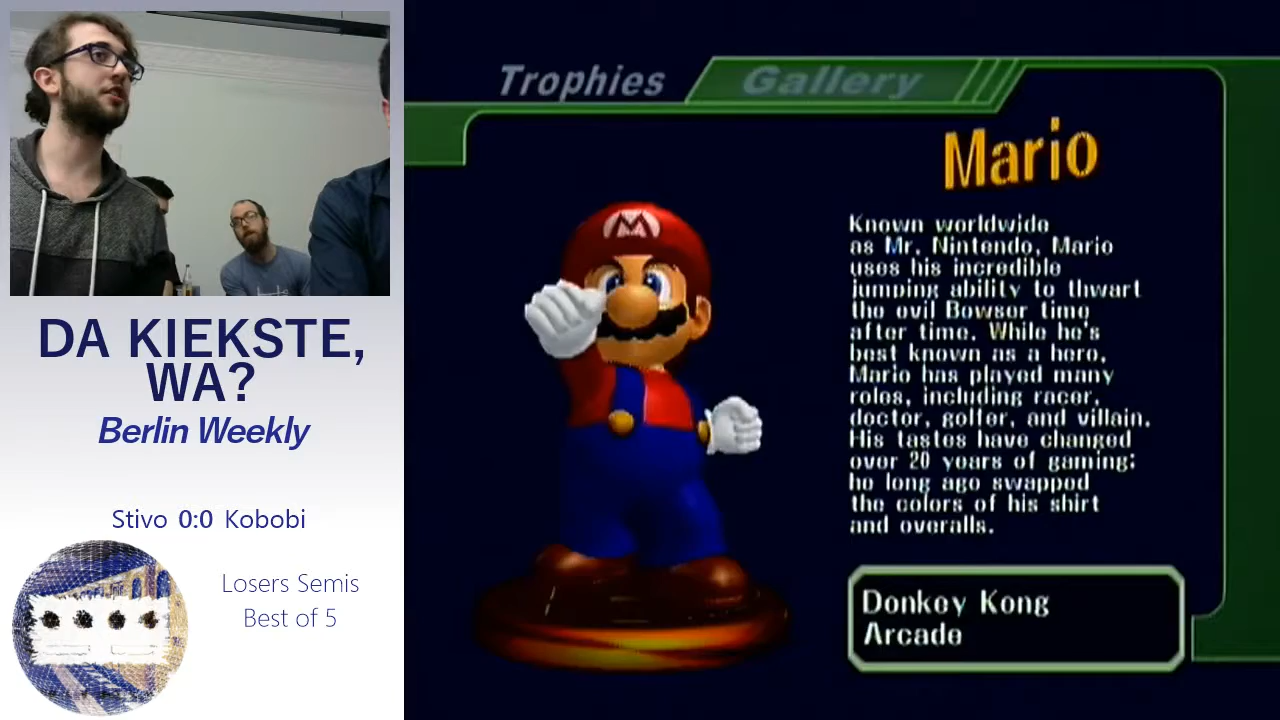 DA KIEKSTE,
WA?
Berlin Weekly
Stivo 0:0 Kobobi
Losers Semis
Best of 5
Trophies
Gallery
Mario
M
Known worldwide
as Mr. Nintendo, Mario
uses his incredible
jumping ability to thwart
the evil Bowser time
after time. While he's
best known as a hero,
Mario has played many
roles, including racer,
doctor, golfer, and villain.
His tastes have changed
over 20 years of gaming;
he long ago swapped
the colors of his shirt
and overalls.
Donkey Kong
Arcade